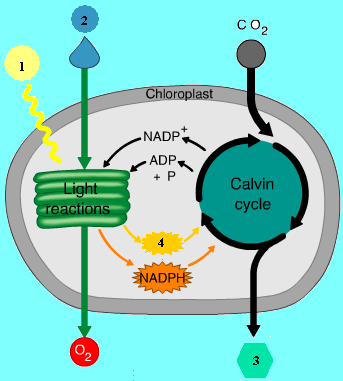 2
C O2
1
Chloroplast
NADP+
ADP
+ P
Light
reactions
Calvin
cycle
4
NADPH
O2
3